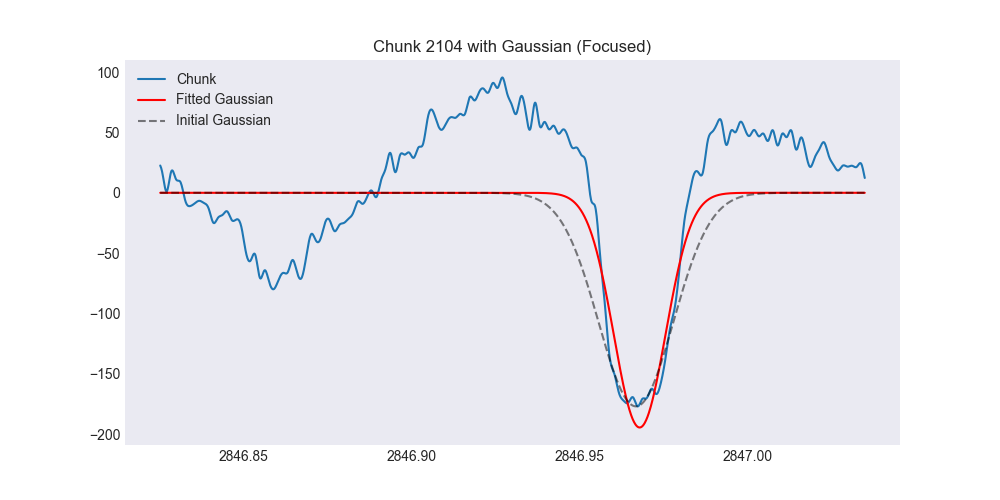 Chunk 2104 with Gaussian (Focused)
Chunk
Fitted Gaussian
Initial Gaussian
100
50
0
−50
−100
−150
−200
2846.85 2846.90 2846.95 2847.00